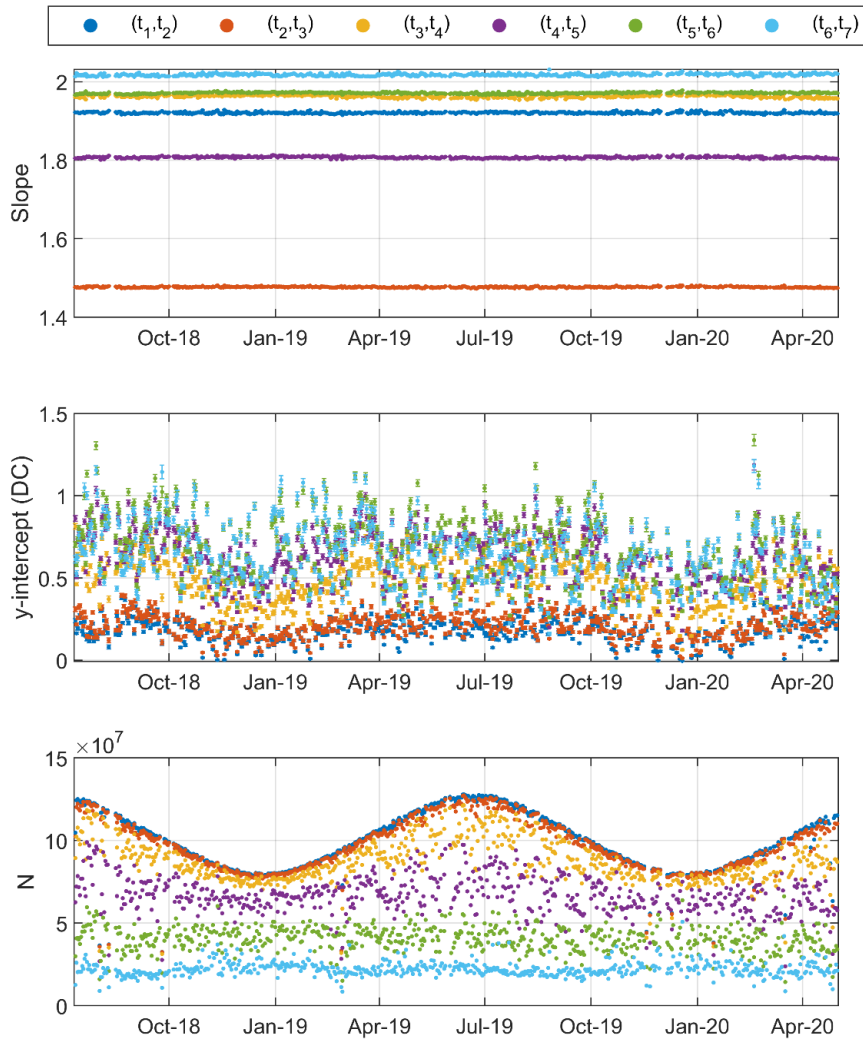 (t₁,t₂) (t₂,t₃) (t₃,t₄) (t₄,t₅) (t₅,t₆) (t₆,t₇)
2
1.8
1.6
1.4
Slope
Oct-18 Jan-19 Apr-19 Jul-19 Oct-19 Jan-20 Apr-20
1.5
1
0.5
0
y-intercept (DC)
Oct-18 Jan-19 Apr-19 Jul-19 Oct-19 Jan-20 Apr-20
×10⁷
15
10
5
0
N
Oct-18 Jan-19 Apr-19 Jul-19 Oct-19 Jan-20 Apr-20